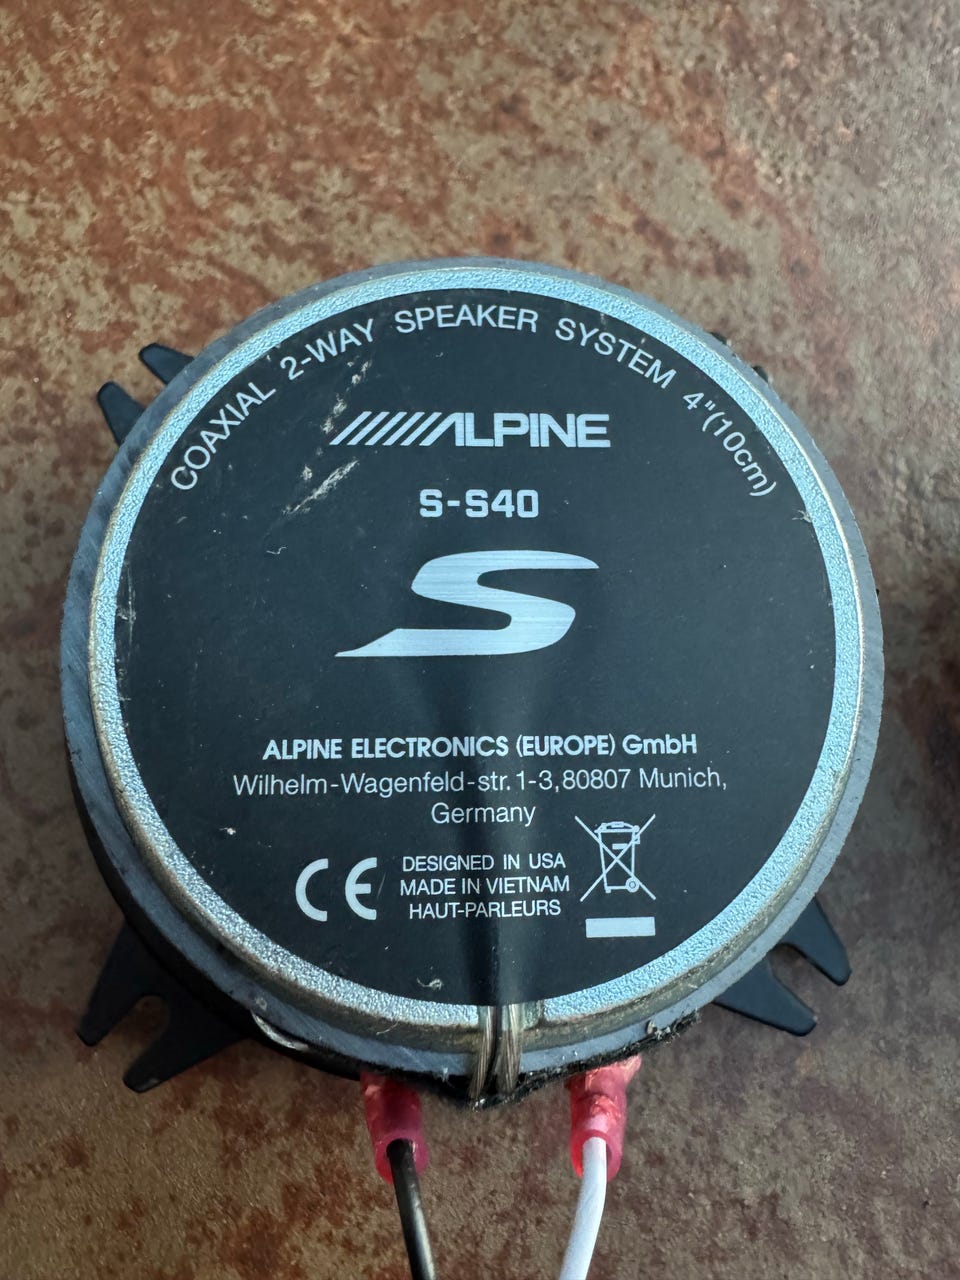 COAXIAL 2-WAY SPEAKER SYSTEM 4"(10cm)
ALPINE
S-S40
S
ALPINE ELECTRONICS (EUROPE) GmbH
Wilhelm-Wagenfeld-str. 1-3, 80807 Munich,
Germany
CE
DESIGNED IN USA
MADE IN VIETNAM
HAUT-PARLEURS